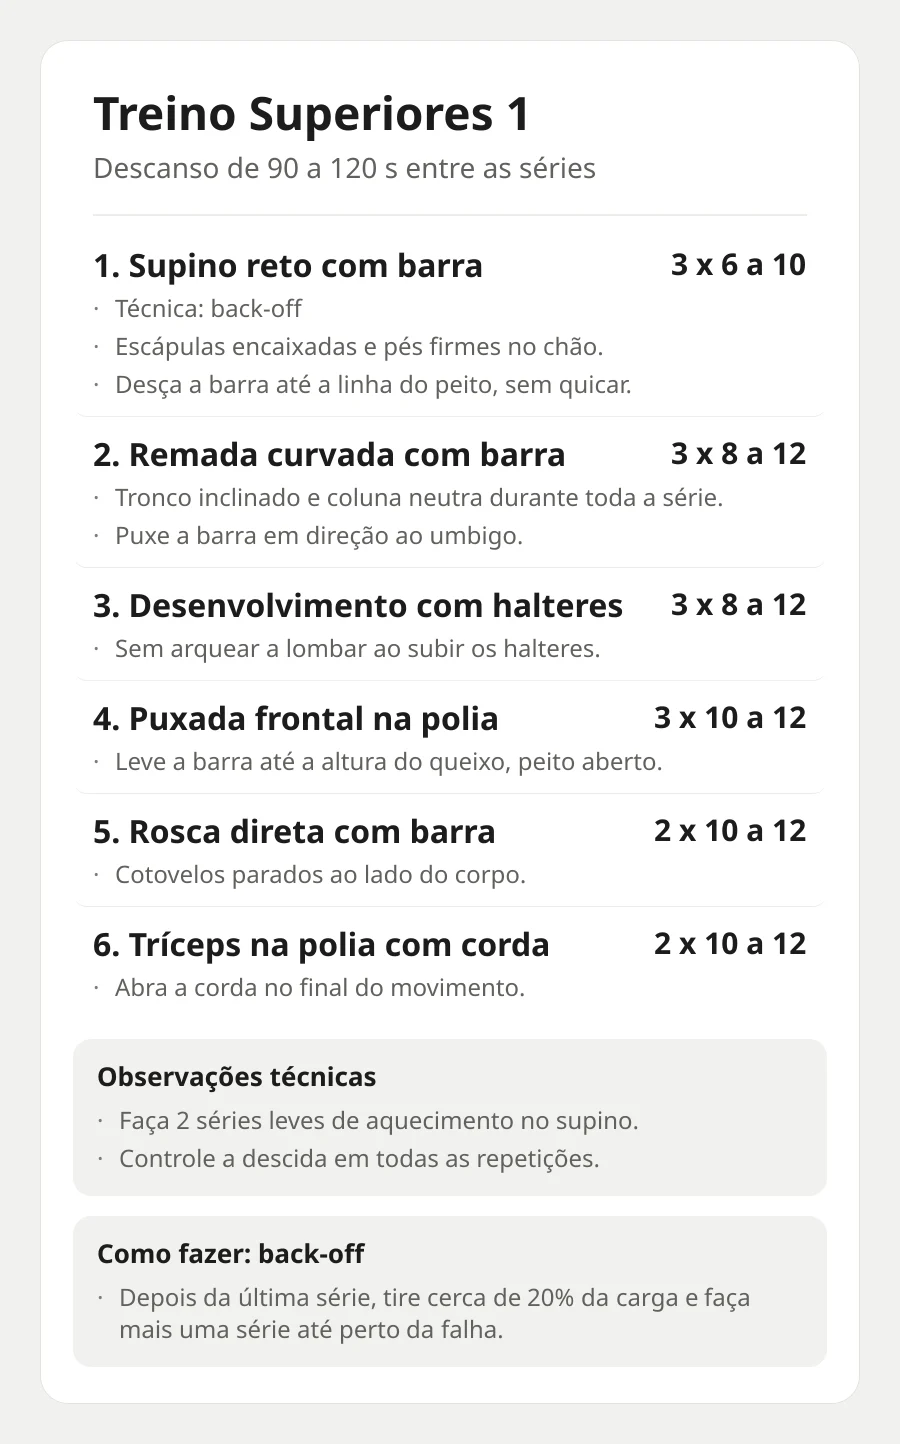 Treino Superiores 1
Descanso de 90 a 120 s entre as séries
1. Supino reto com barra 3 x 6 a 10
· Técnica: back-off
· Escápulas encaixadas e pés firmes no chão.
· Desça a barra até a linha do peito, sem quicar.
2. Remada curvada com barra 3 x 8 a 12
· Tronco inclinado e coluna neutra durante toda a série.
· Puxe a barra em direção ao umbigo.
3. Desenvolvimento com halteres 3 x 8 a 12
· Sem arquear a lombar ao subir os halteres.
4. Puxada frontal na polia 3 x 10 a 12
· Leve a barra até a altura do queixo, peito aberto.
5. Rosca direta com barra 2 x 10 a 12
· Cotovelos parados ao lado do corpo.
6. Tríceps na polia com corda 2 x 10 a 12
· Abra a corda no final do movimento.
Observações técnicas
· Faça 2 séries leves de aquecimento no supino.
· Controle a descida em todas as repetições.
Como fazer: back-off
· Depois da última série, tire cerca de 20% da carga e faça
mais uma série até perto da falha.